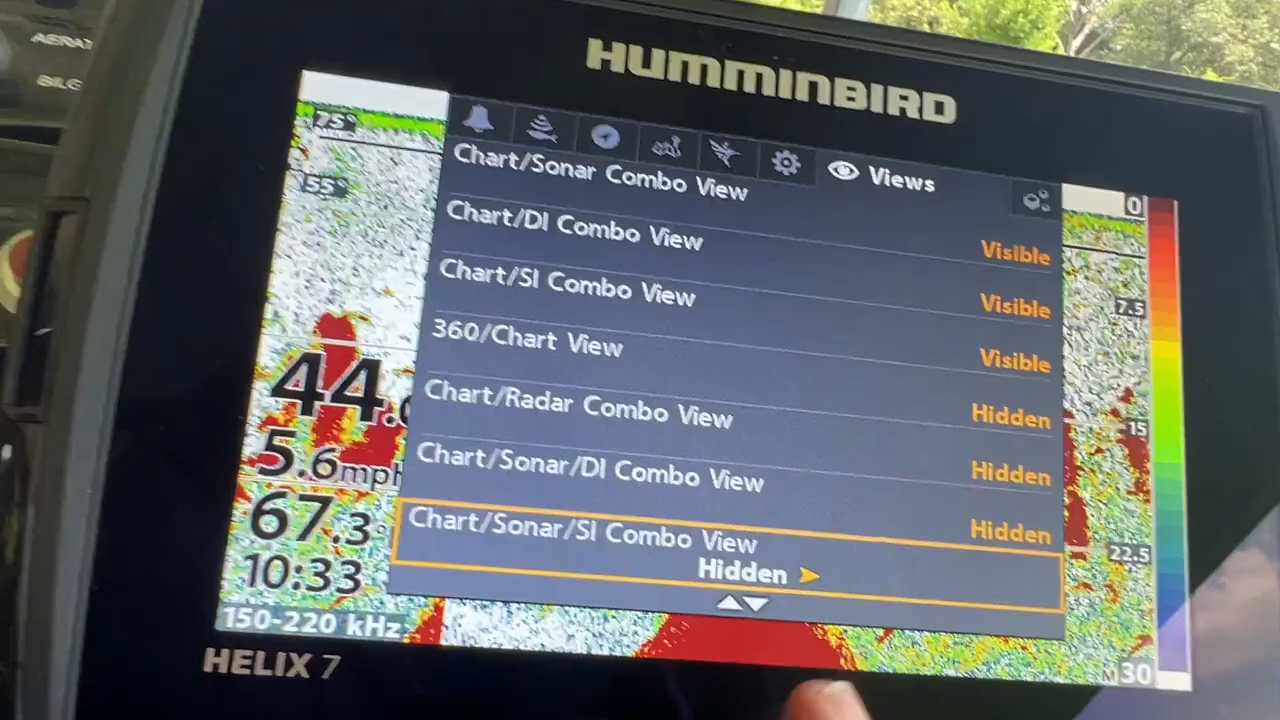 HUMMINBIRD
Views
Chart/Sonar Combo View
Visible
Chart/DI Combo View
Visible
Chart/SI Combo View
Visible
360/Chart View
Hidden
Chart/Radar Combo View
Hidden
Chart/Sonar/DI Combo View
Hidden
Chart/Sonar/SI Combo View
Hidden
75°
55°
44.
5.6mph
67.3°
10:33
150-220 kHz
0
7.5
15
22.5
30
HELIX 7